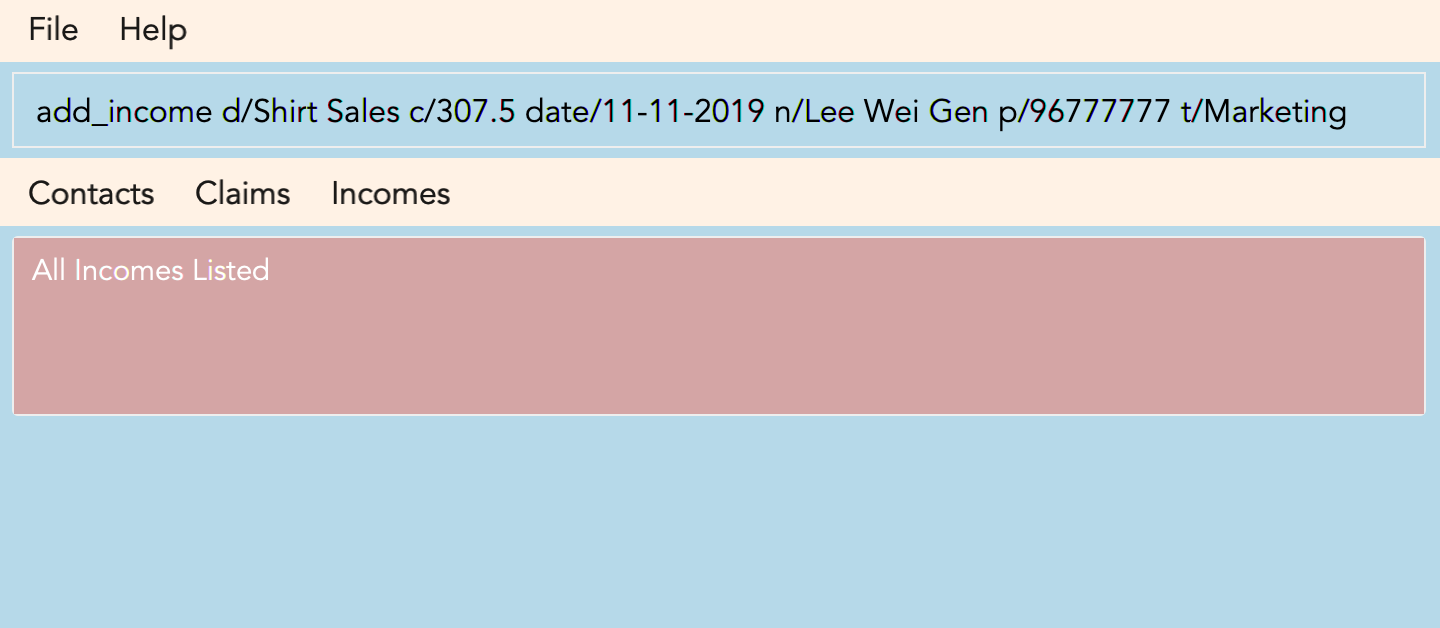 File Help
add_income d/Shirt Sales c/307.5 date/11-11-2019 n/Lee Wei Gen p/96777777 t/Marketing
Contacts Claims Incomes
All Incomes Listed